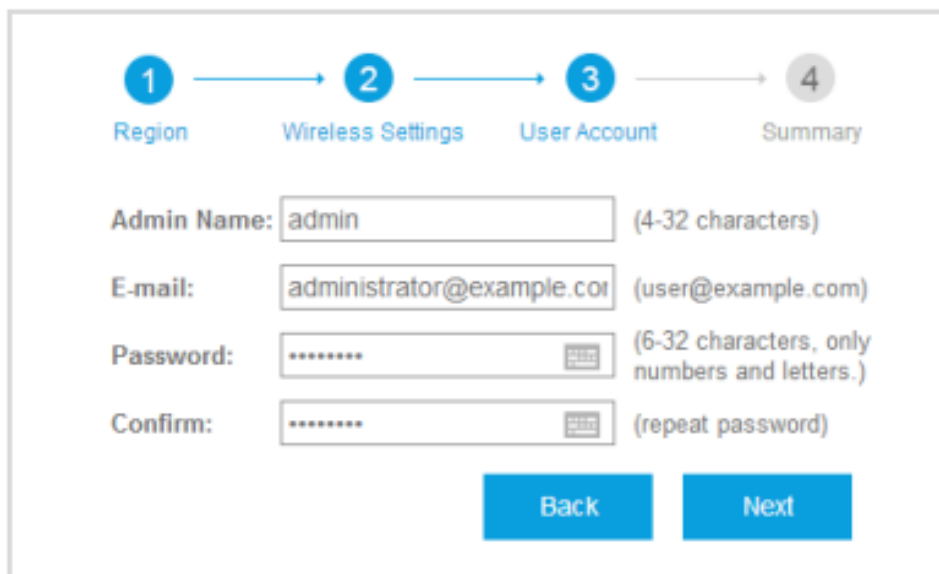 1 2 3 4
Region Wireless Settings User Account Summary
Admin Name: admin (4-32 characters)
E-mail: administrator@example.co (user@example.com)
Password: •••••••• (6-32 characters, only
numbers and letters.)
Confirm: •••••••• (repeat password)
Back Next